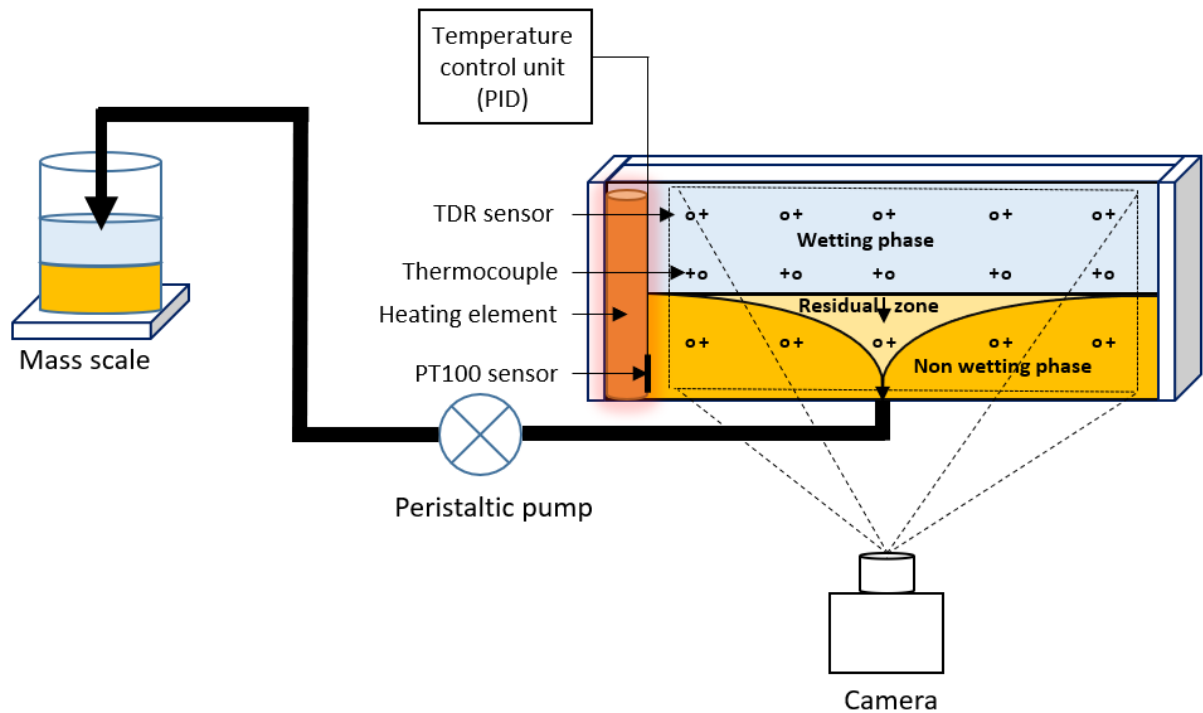 Temperature
control unit
(PID)
TDR sensor
Wetting phase
Thermocouple
Residuall zone
Heating element
Mass scale
PT100 sensor
Non wetting phase
Peristaltic pump
Camera